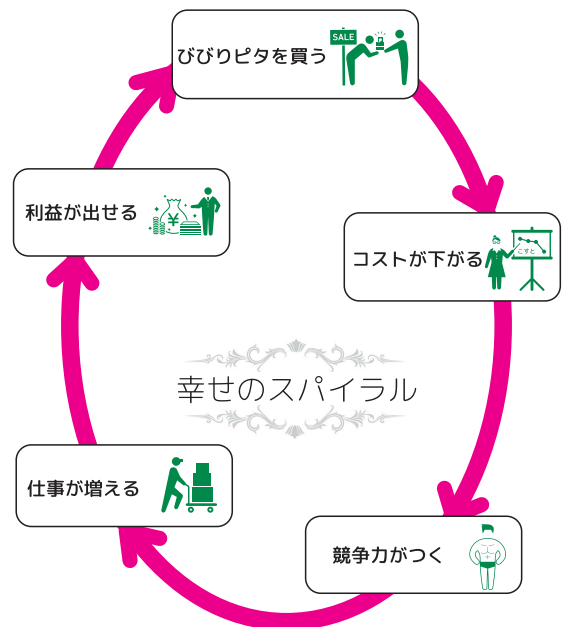 びびりピタを買う
SALE
コストが下がる
こすと
競争力がつく
仕事が増える
利益が出せる
¥
幸せのスパイラル